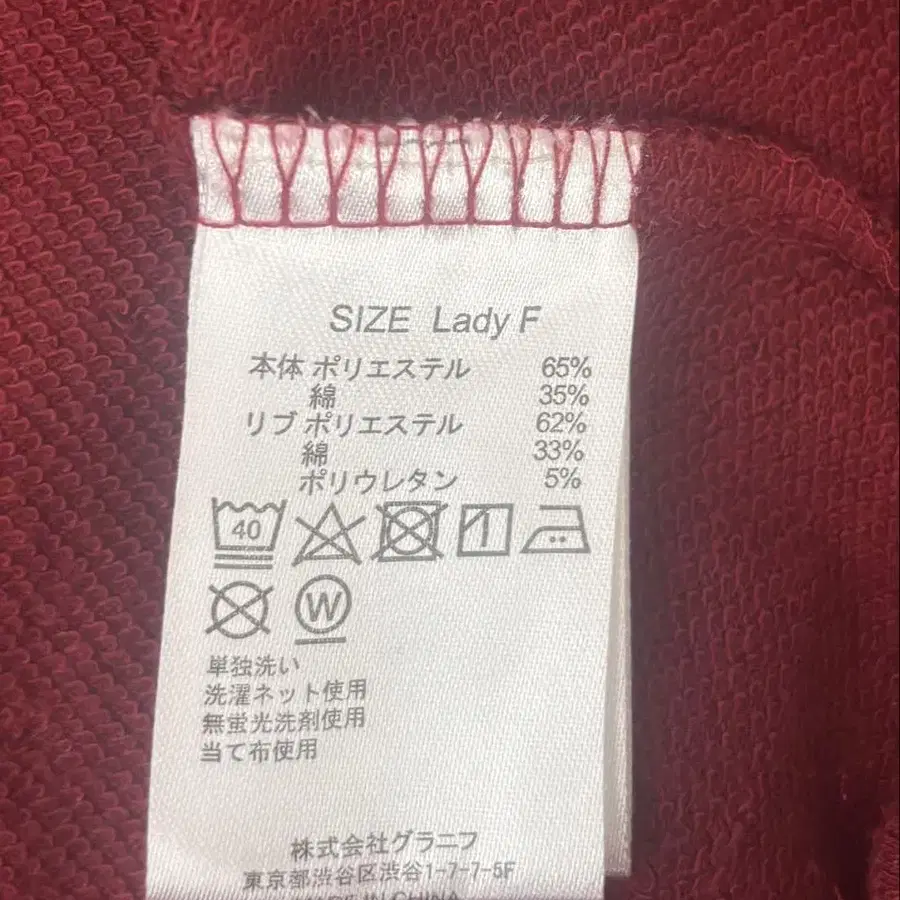 SIZE Lady F
本体 ポリエステル 65%
綿 35%
リブ ポリエステル 62%
綿 33%
ポリウレタン 5%
40
W
単独洗い
洗濯ネット使用
無蛍光洗剤使用
当て布使用
株式会社グラニフ
東京都渋谷区渋谷1-7-7-5F
MADE IN CHINA